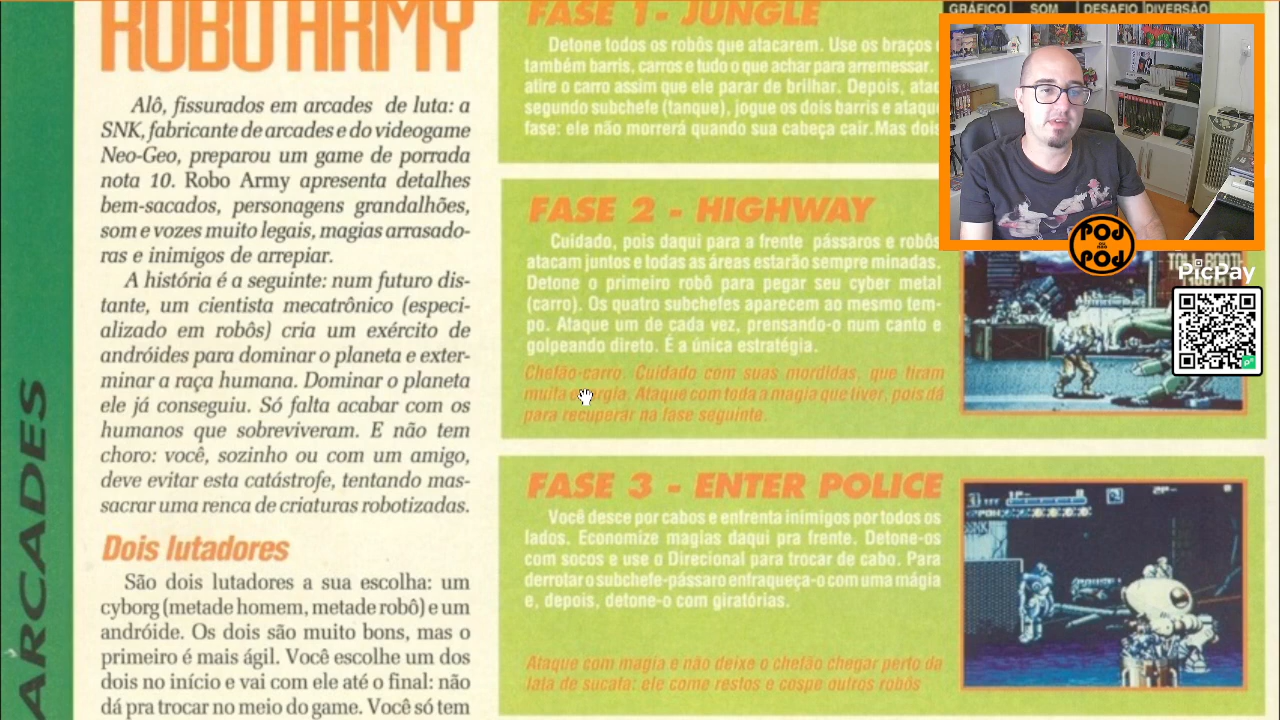 ROBO ARMY
Alô, fissurados em arcades de luta: a
SNK, fabricante de arcades e do videogame
Neo-Geo, preparou um game de porrada
nota 10. Robo Army apresenta detalhes
bem-sacados, personagens grandalhões,
som e vozes muito legais, magias arrasado-
ras e inimigos de arrepiar.
A história é a seguinte: num futuro dis-
tante, um cientista mecatrônico (especi-
alizado em robôs) cria um exército de
andróides para dominar o planeta e exter-
minar a raça humana. Dominar o planeta
ele já conseguiu. Só falta acabar com os
humanos que sobreviveram. E não tem
choro: você, sozinho ou com um amigo,
deve evitar esta catástrofe, tentando mas-
sacrar uma renca de criaturas robotizadas.
Dois lutadores
São dois lutadores a sua escolha: um
cyborg (metade homem, metade robô) e um
andróide. Os dois são muito bons, mas o
primeiro é mais ágil. Você escolhe um dos
dois no início e vai com ele até o final: não
dá pra trocar no meio do game. Você só tem
ARCADES
FASE 1 - JUNGLE
Detone todos os robôs que atacarem. Use os braços
também barris, carros e tudo o que achar para arremessar.
atire o carro assim que ele parar de brilhar. Depois, atac
segundo subchefe (tanque), jogue os dois barris e ataque
fase: ele não morrerá quando sua cabeça cair. Mas dois
GRÁFICO SOM DESAFIO DIVERSÃO
FASE 2 - HIGHWAY
Cuidado, pois daqui para a frente pássaros e robôs
atacam juntos e todas as áreas estarão sempre minadas.
Detone o primeiro robô para pegar seu cyber metal
(carro). Os quatro subchefes aparecem ao mesmo tem-
po. Ataque um de cada vez, prensando-o num canto e
golpeando direto. É a única estratégia.
Chefão-carro. Cuidado com suas mordidas, que tiram
muita energia. Ataque com toda a magia que tiver, pois dá
para recuperar na fase seguinte.
FASE 3 - ENTER POLICE
Você desce por cabos e enfrenta inimigos por todos os
lados. Economize magias daqui pra frente. Detone-os
com socos e use o Direcional para trocar de cabo. Para
derrotar o subchefe-pássaro enfraqueça-o com uma mágia
e, depois, detone-o com giratórias.
Ataque com magia e não deixe o chefão chegar perto da
lata de sucata: ele come restos e cospe outros robôs
POD
POD
PicPay